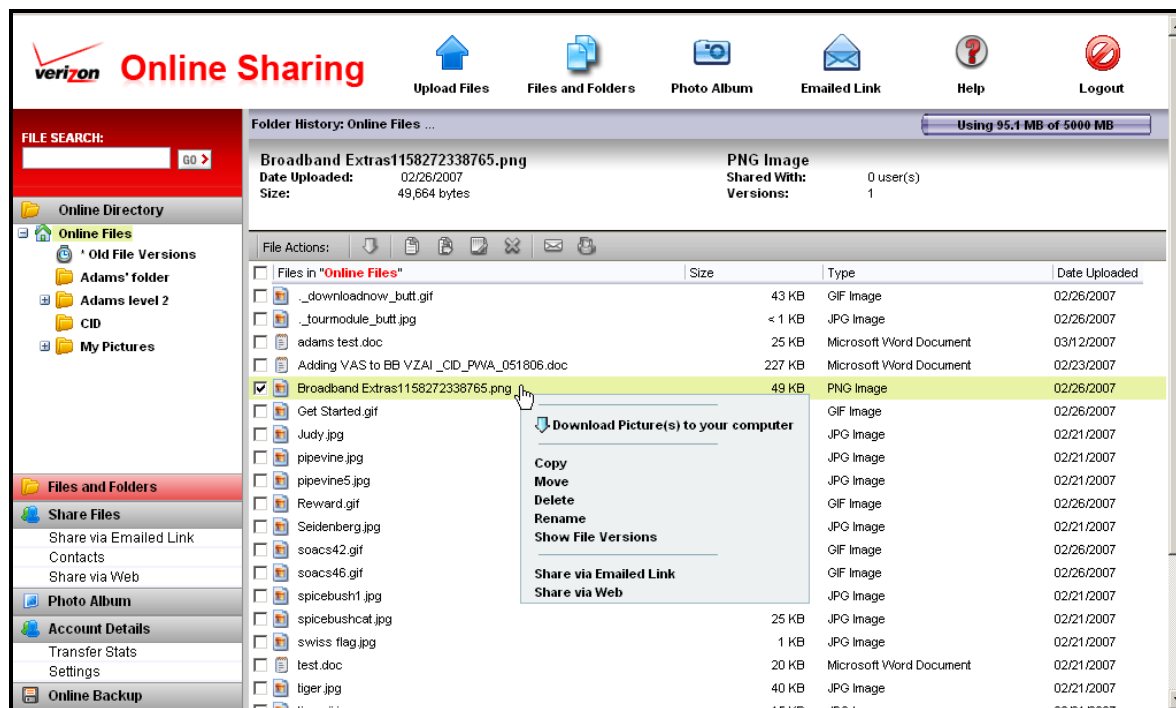 verizon Online Sharing
Upload Files Files and Folders Photo Album Emailed Link Help Logout
FILE SEARCH:
GO
Online Directory
Online Files
* Old File Versions
Adams' folder
Adams level 2
CID
My Pictures
Files and Folders
Share Files
Share via Emailed Link
Contacts
Share via Web
Photo Album
Account Details
Transfer Stats
Settings
Online Backup
Folder History: Online Files ... Using 95.1 MB of 5000 MB
Broadband Extras1158272338765.png PNG Image
Date Uploaded: 02/26/2007 Shared With: 0 user(s)
Size: 49,664 bytes Versions: 1
File Actions:
Files in "Online Files" Size Type Date Uploaded
._downloadnow_butt.gif 43 KB GIF Image 02/26/2007
._tourmodule_butt.jpg < 1 KB JPG Image 02/26/2007
adams test.doc 25 KB Microsoft Word Document 03/12/2007
Adding VAS to BB VZAI _CID_PWA_051806.doc 227 KB Microsoft Word Document 02/23/2007
Broadband Extras1158272338765.png 49 KB PNG Image 02/26/2007
Get Started.gif GIF Image 02/26/2007
Judy.jpg JPG Image 02/21/2007
pipevine.jpg JPG Image 02/21/2007
pipevine5.jpg JPG Image 02/21/2007
Reward.gif GIF Image 02/26/2007
Seidenberg.jpg JPG Image 02/21/2007
soacs42.gif GIF Image 02/26/2007
soacs46.gif GIF Image 02/26/2007
spicebush1.jpg JPG Image 02/21/2007
spicebushcat.jpg 25 KB JPG Image 02/21/2007
swiss flag.jpg 1 KB JPG Image 02/21/2007
test.doc 20 KB Microsoft Word Document 02/21/2007
tiger.jpg 40 KB JPG Image 02/21/2007
Download Picture(s) to your computer
Copy
Move
Delete
Rename
Show File Versions
Share via Emailed Link
Share via Web